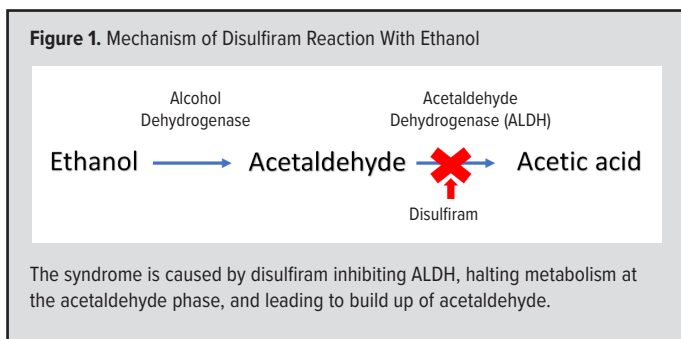 Figure 1. Mechanism of Disulfiram Reaction With Ethanol
Alcohol
Dehydrogenase
Acetaldehyde
Dehydrogenase (ALDH)
Ethanol
Acetaldehyde
Acetic acid
Disulfiram
The syndrome is caused by disulfiram inhibiting ALDH, halting metabolism at
the acetaldehyde phase, and leading to build up of acetaldehyde.